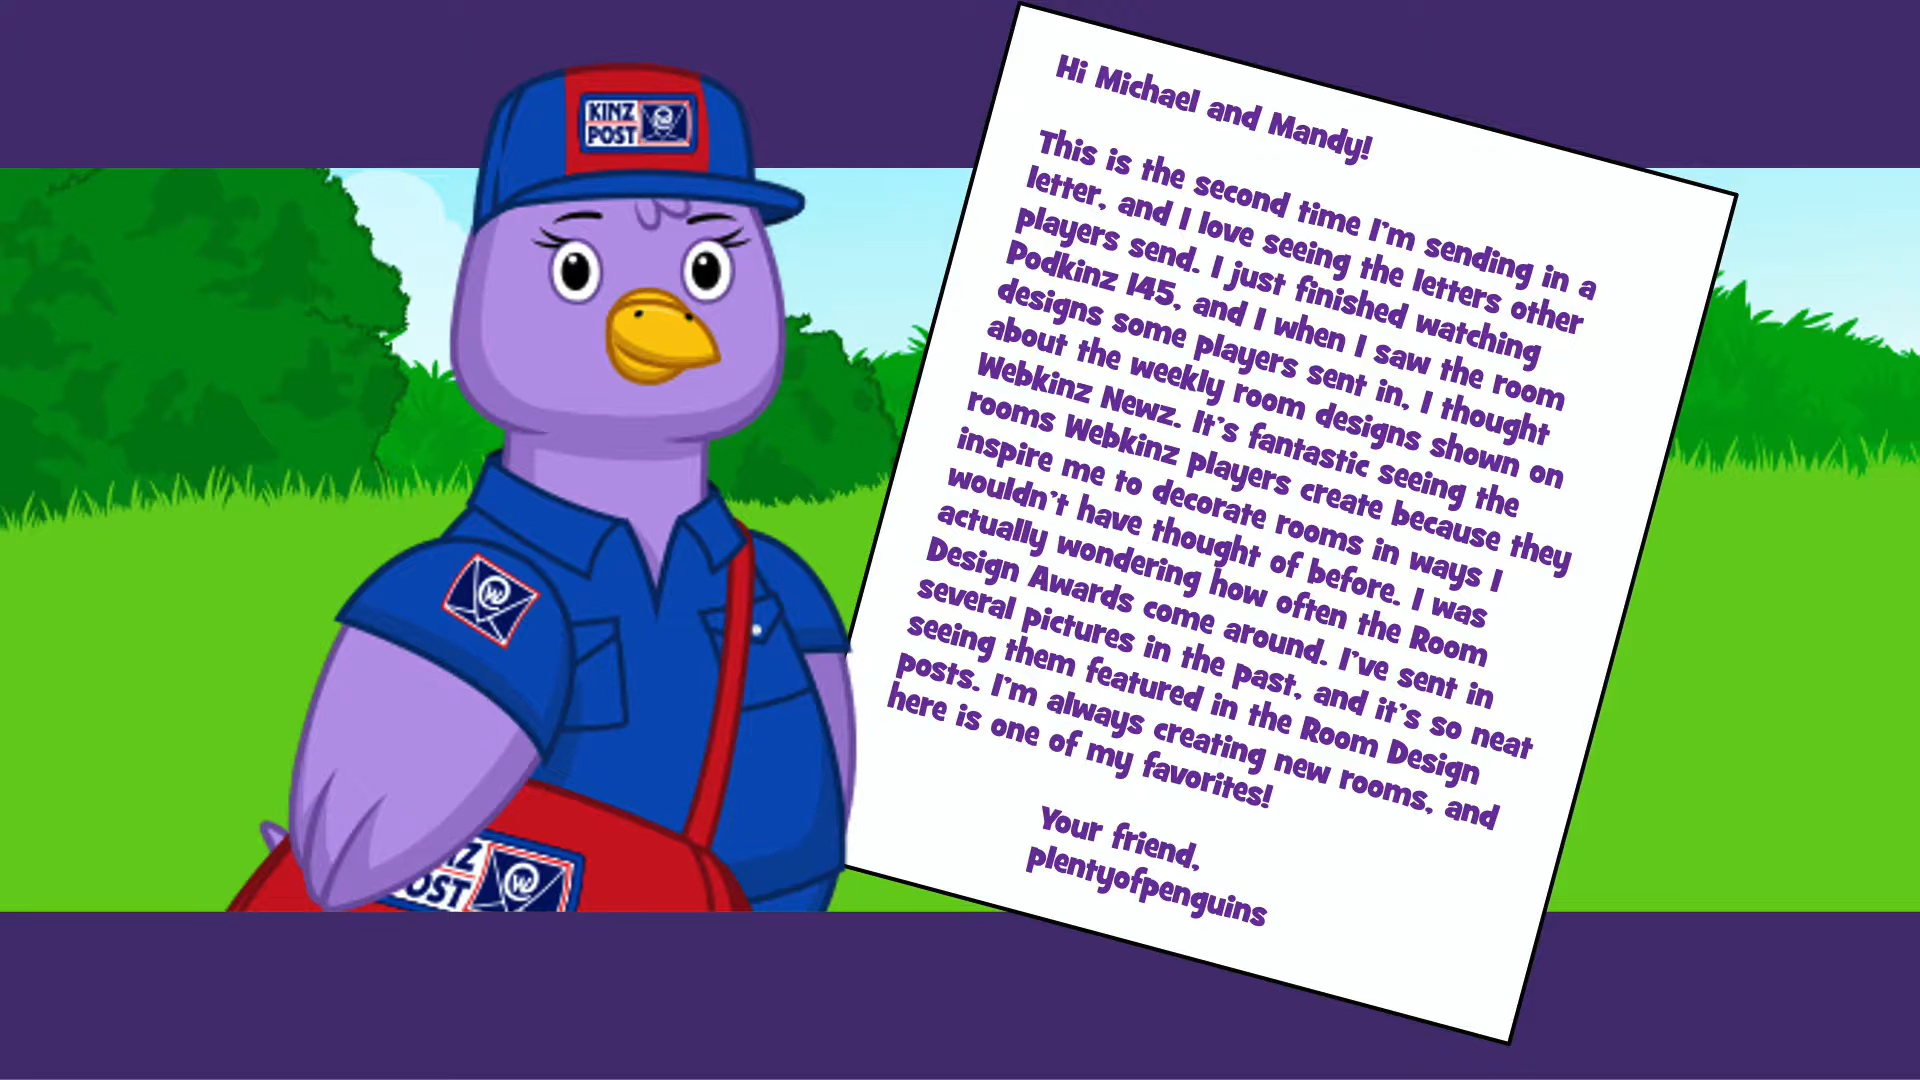 KINZ
POST
Hi Michael and Mandy!
This is the second time I'm sending in a
letter, and I love seeing the letters other
players send. I just finished watching
Podkinz 145, and I when I saw the room
designs some players sent in, I thought
about the weekly room designs shown on
Webkinz Newz. It's fantastic seeing the
rooms Webkinz players create because they
inspire me to decorate rooms in ways I
wouldn't have thought of before. I was
actually wondering how often the Room
Design Awards come around. I've sent in
several pictures in the past, and it's so neat
seeing them featured in the Room Design
posts. I'm always creating new rooms, and
here is one of my favorites!
Your friend,
plentyofpenguins
W
NZ
OST
W